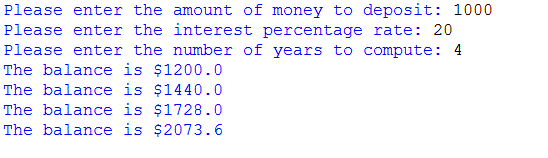 Please enter the amount of money to deposit: 1000
Please enter the interest percentage rate: 20
Please enter the number of years to compute: 4
The balance is $1200.0
The balance is $1440.0
The balance is $1728.0
The balance is $2073.6